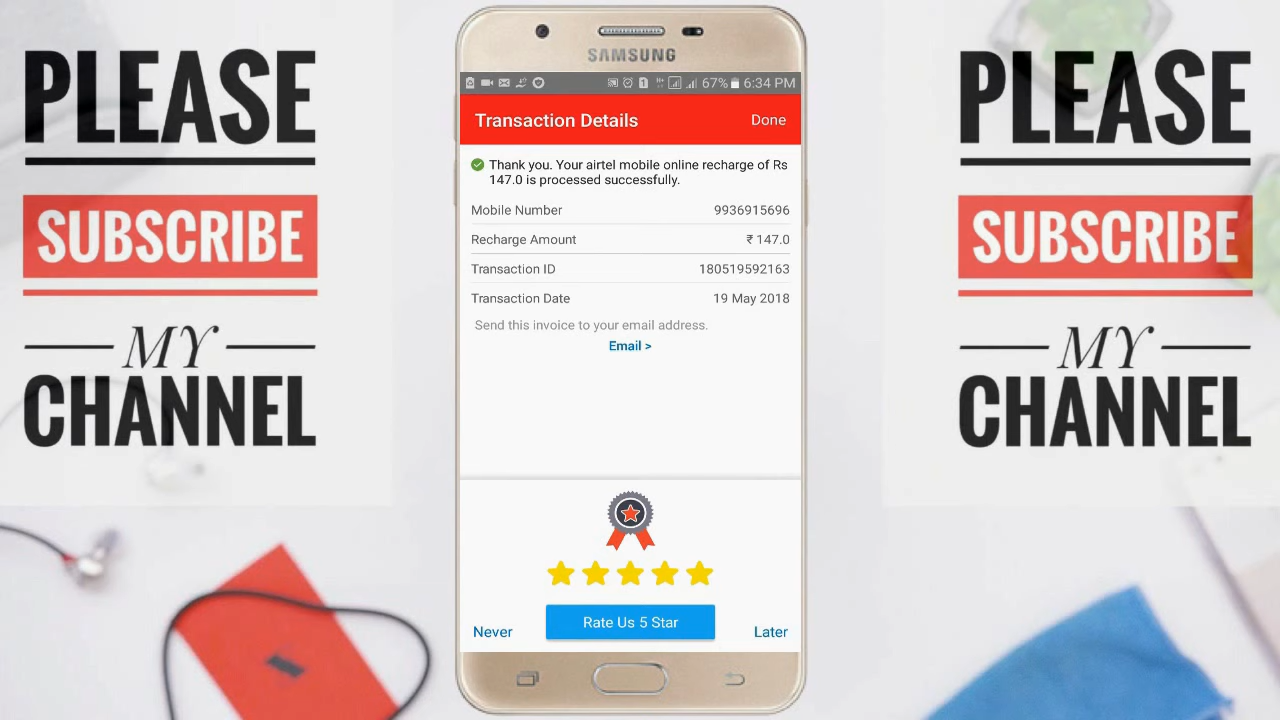 PLEASE
SUBSCRIBE
MY
CHANNEL
SAMSUNG
67% 6:34 PM
Transaction Details Done
Thank you. Your airtel mobile online recharge of Rs
147.0 is processed successfully.
Mobile Number 9936915696
Recharge Amount ₹ 147.0
Transaction ID 180519592163
Transaction Date 19 May 2018
Send this invoice to your email address.
Email >
Rate Us 5 Star
Never Later
PLEASE
SUBSCRIBE
MY
CHANNEL